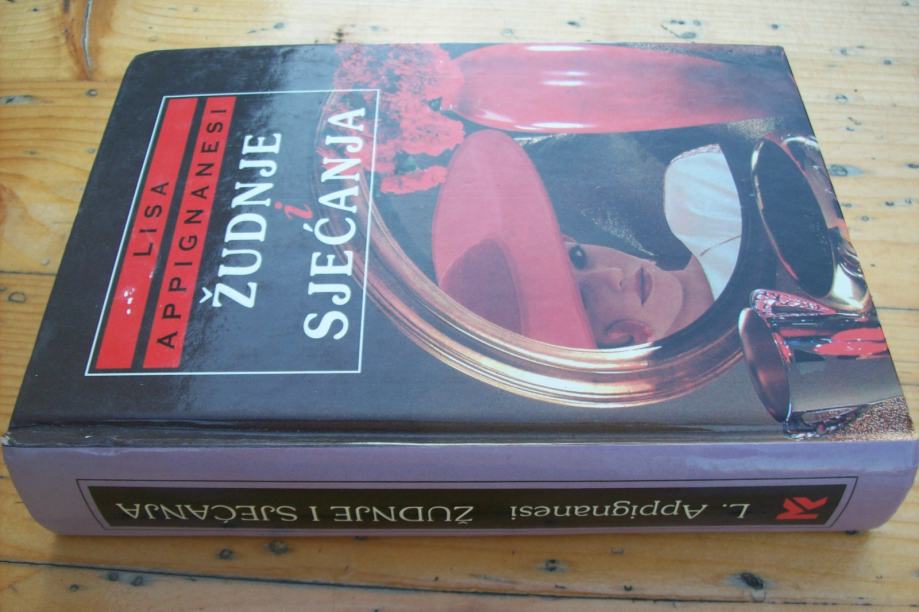 LISA
APPIGNANESI
ŽUDNJE
i
SJEĆANJA
L. Appignanesi ŽUDNJE I SJEĆANJA